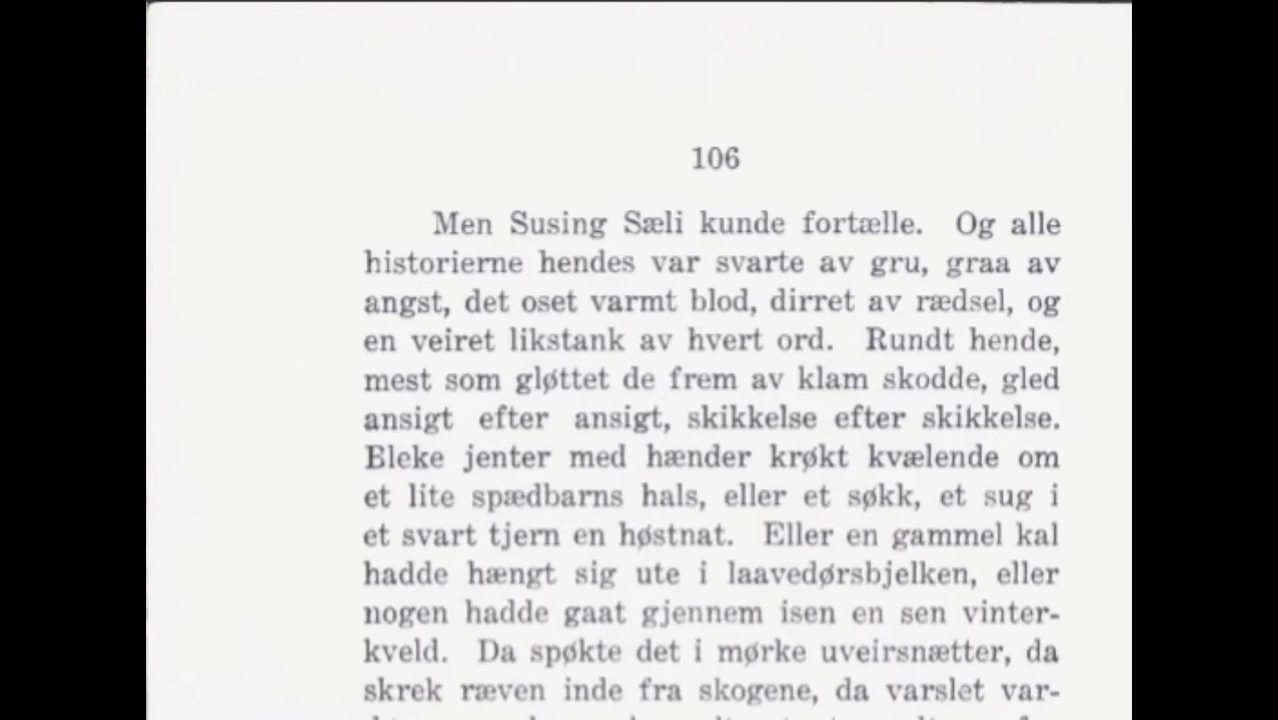 106
Men Susing Sæli kunde fortælle. Og alle
historierne hendes var svarte av gru, graa av
angst, det oset varmt blod, dirret av rædsel, og
en veiret likstank av hvert ord. Rundt hende,
mest som gløttet de frem av klam skodde, gled
ansigt efter ansigt, skikkelse efter skikkelse.
Bleke jenter med hænder krøkt kvælende om
et lite spædbarns hals, eller et søkk, et sug i
et svart tjern en høstnat. Eller en gammel kal
hadde hængt sig ute i laavedørsbjelken, eller
nogen hadde gaat gjennem isen en sen vinter-
kveld. Da spøkte det i mørke uveirsnætter, da
skrek ræven inde fra skogene, da varslet var-